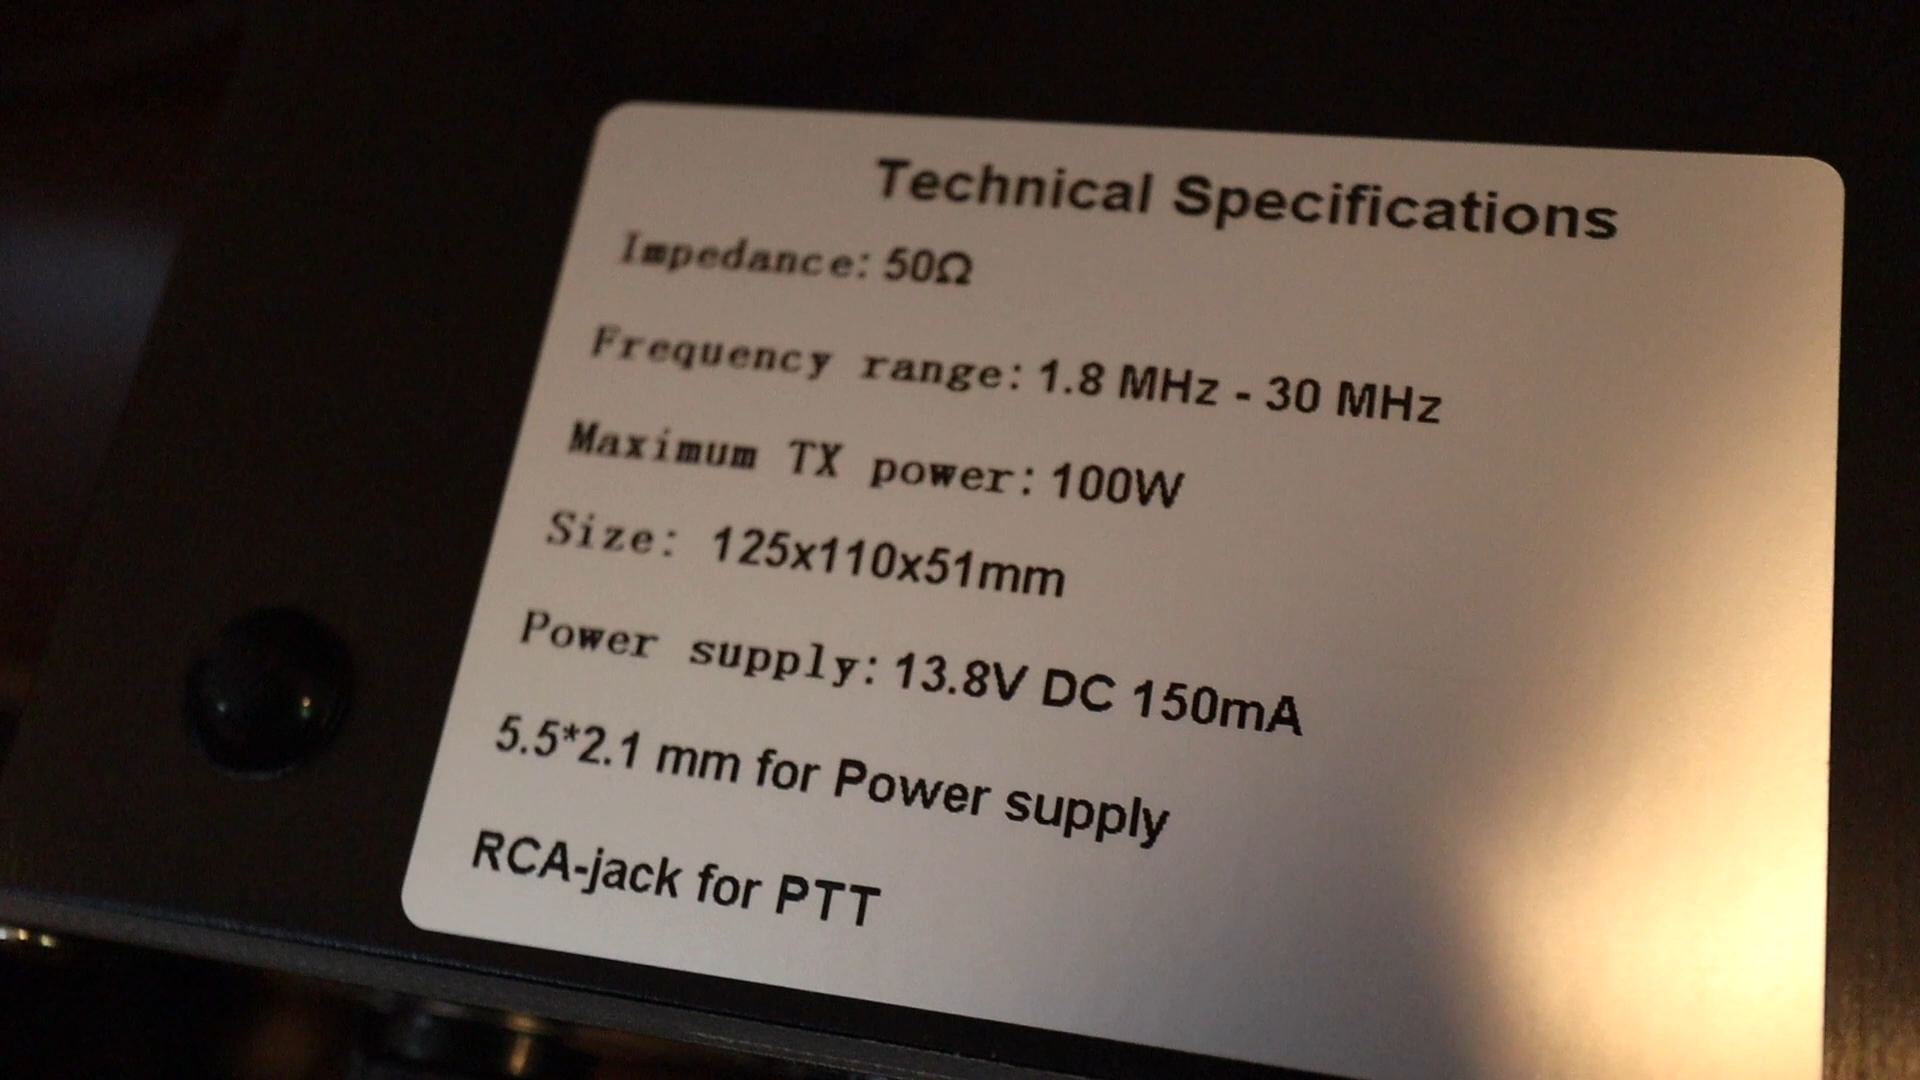 Technical Specifications
Impedance: 50Ω
Frequency range: 1.8 MHz - 30 MHz
Maximum TX power: 100W
Size: 125x110x51mm
Power supply: 13.8V DC 150mA
5.5*2.1 mm for Power supply
RCA-jack for PTT